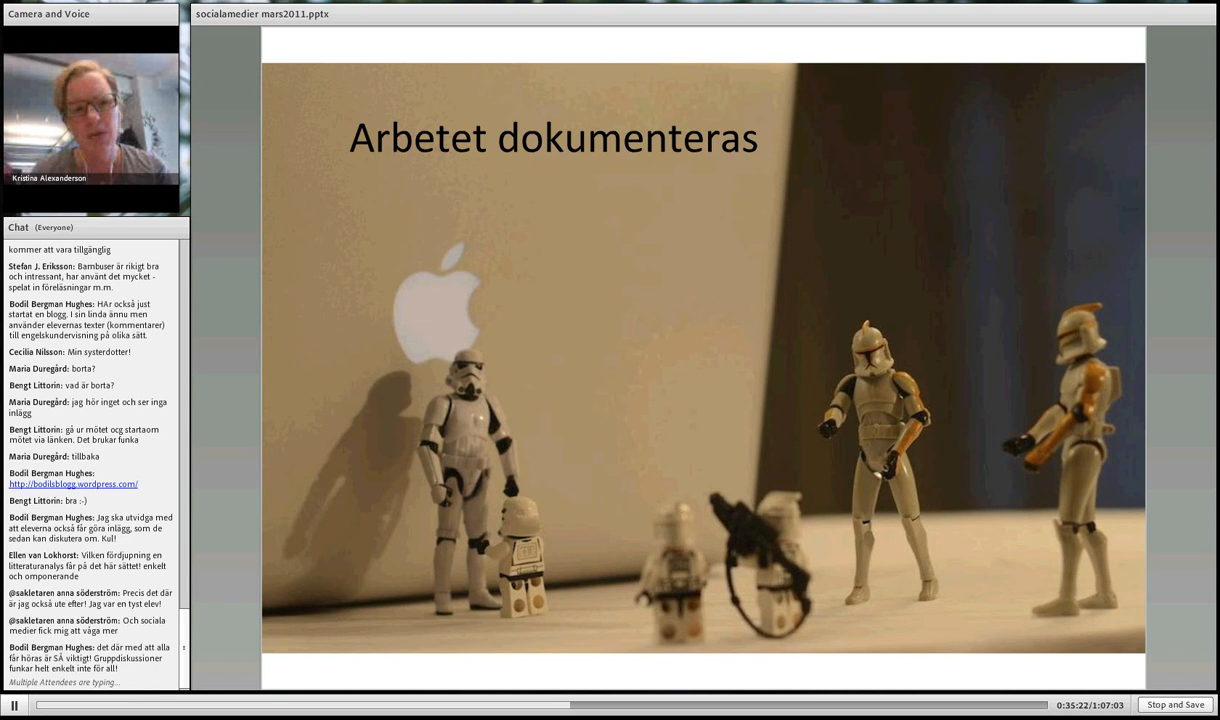 Camera and Voice
socialamedier mars2011.pptx
Kristina Alexanderson
Arbetet dokumenteras
Chat (Everyone)
kommer att vara tillgänglig
Stefan J. Eriksson: Bambuser är rikigt bra
och intressant, har använt det mycket -
spelat in föreläsningar m.m.
Bodil Bergman Hughes: HAr också just
startat en blogg. I sin linda ännu men
använder elevernas texter (kommentarer)
till engelskundervisning på olika sätt.
Cecilia Nilsson: Min systerdotter!
Maria Duregård: borta?
Bengt Littorin: vad är borta?
Maria Duregård: jag hör inget och ser inga
inlägg
Bengt Littorin: gå ur mötet ocg startaom
mötet via länken. Det brukar funka
Maria Duregård: tillbaka
Bodil Bergman Hughes:
http://bodilsblogg.wordpress.com/
Bengt Littorin: bra :-)
Bodil Bergman Hughes: Jag ska utvidga med
att eleverna också får göra inlägg, som de
sedan kan diskutera om. Kul!
Ellen van Lokhorst: Vilken fördjupning en
litteraturanalys får på det här sättet! enkelt
och omponerande
@sakletaren anna söderström: Precis det där
är jag också ute efter! Jag var en tyst elev!
@sakletaren anna söderström: Och sociala
medier fick mig att våga mer
Bodil Bergman Hughes: det där med att alla
får höras är SÅ viktigt! Gruppdiskussioner
funkar helt enkelt inte för all!
Multiple Attendees are typing...
0:35:22/1:07:03
Stop and Save